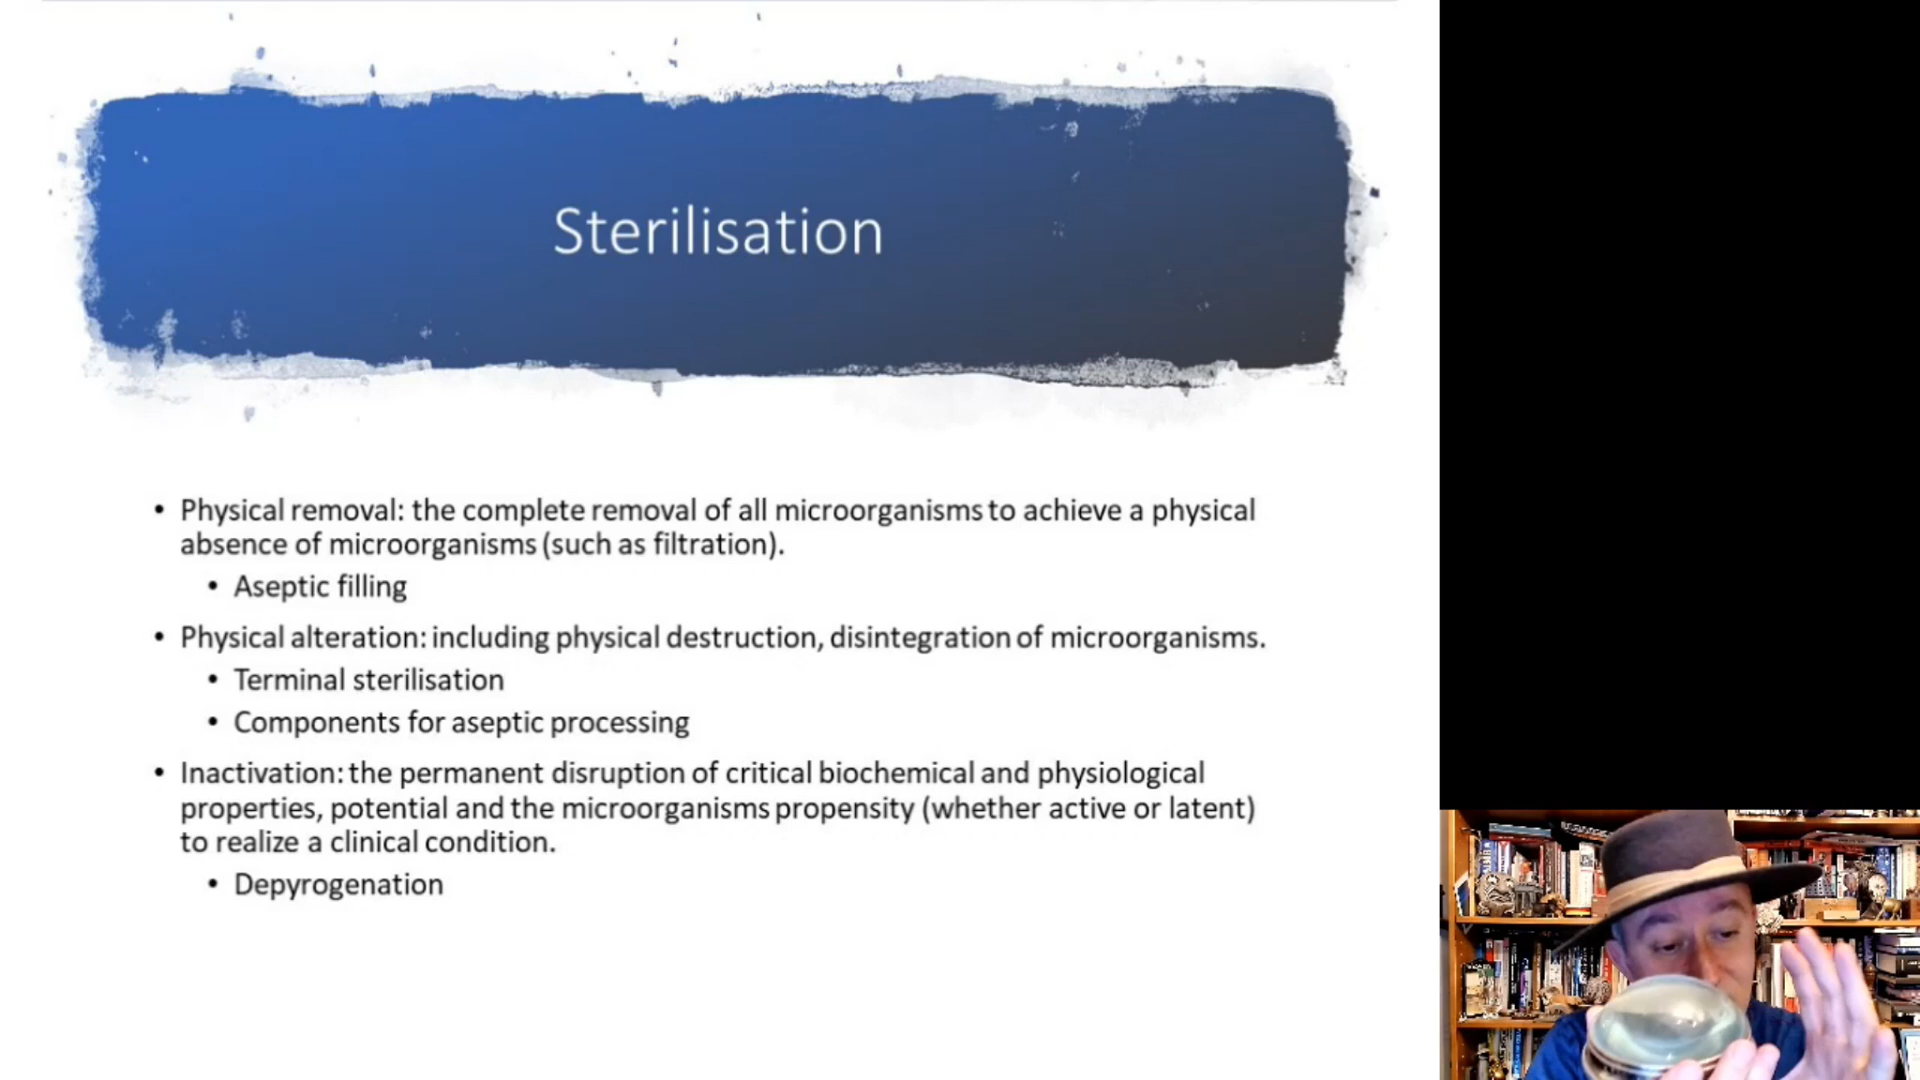 Sterilisation
• Physical removal: the complete removal of all microorganisms to achieve a physical
absence of microorganisms (such as filtration).
• Aseptic filling
• Physical alteration: including physical destruction, disintegration of microorganisms.
• Terminal sterilisation
• Components for aseptic processing
• Inactivation: the permanent disruption of critical biochemical and physiological
properties, potential and the microorganisms propensity (whether active or latent)
to realize a clinical condition.
• Depyrogenation